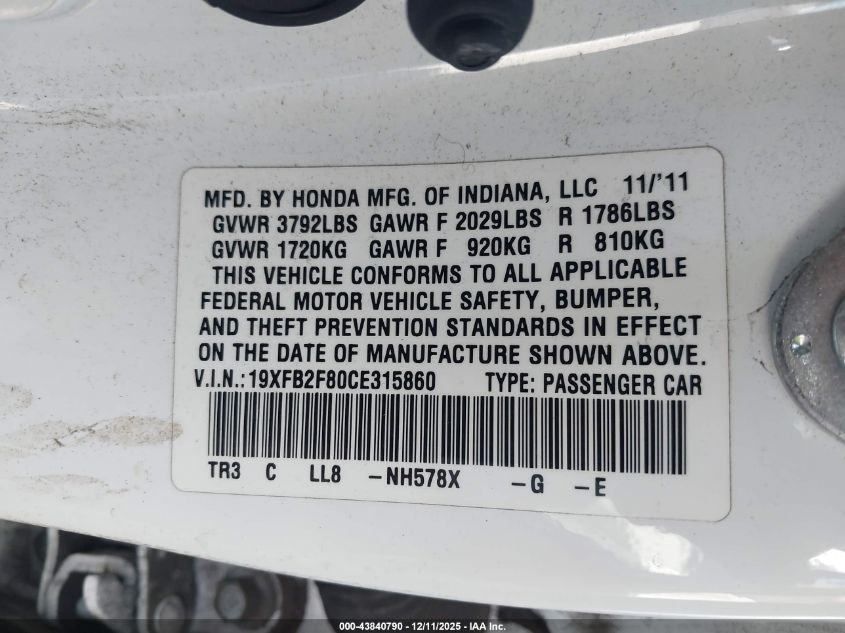 MFD. BY HONDA MFG. OF INDIANA, LLC 11/'11
GVWR 3792LBS GAWR F 2029LBS R 1786LBS
GVWR 1720KG GAWR F 920KG R 810KG
THIS VEHICLE CONFORMS TO ALL APPLICABLE
FEDERAL MOTOR VEHICLE SAFETY, BUMPER,
AND THEFT PREVENTION STANDARDS IN EFFECT
ON THE DATE OF MANUFACTURE SHOWN ABOVE.
V.I.N.:19XFB2F80CE315860 TYPE: PASSENGER CAR
TR3 C LL8 -NH578X -G -E
000-43840790 - 12/11/2025 - IAA, Inc.